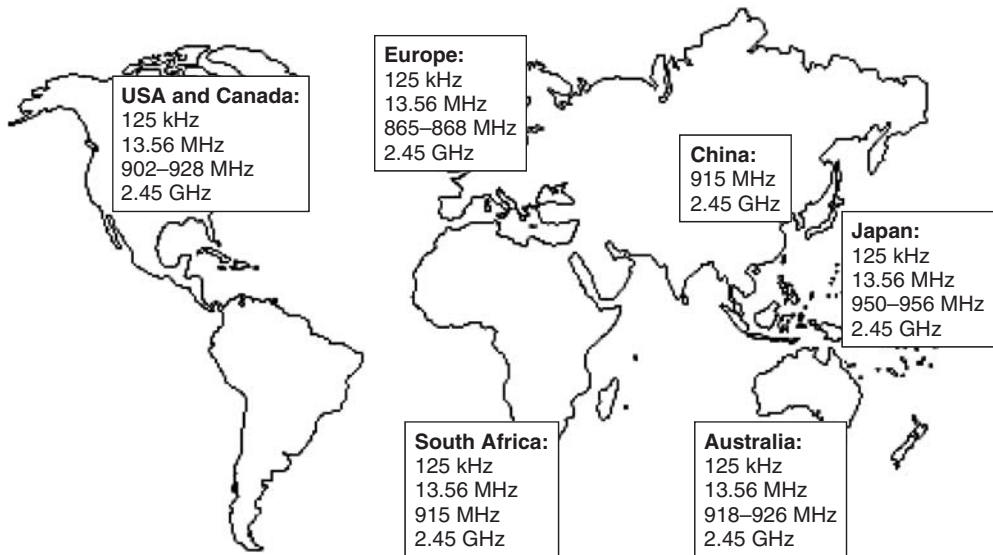 USA and Canada:
125 kHz
13.56 MHz
902–928 MHz
2.45 GHz
Europe:
125 kHz
13.56 MHz
865–868 MHz
2.45 GHz
China:
915 MHz
2.45 GHz
Japan:
125 kHz
13.56 MHz
950–956 MHz
2.45 GHz
South Africa:
125 kHz
13.56 MHz
915 MHz
2.45 GHz
Australia:
125 kHz
13.56 MHz
918–926 MHz
2.45 GHz